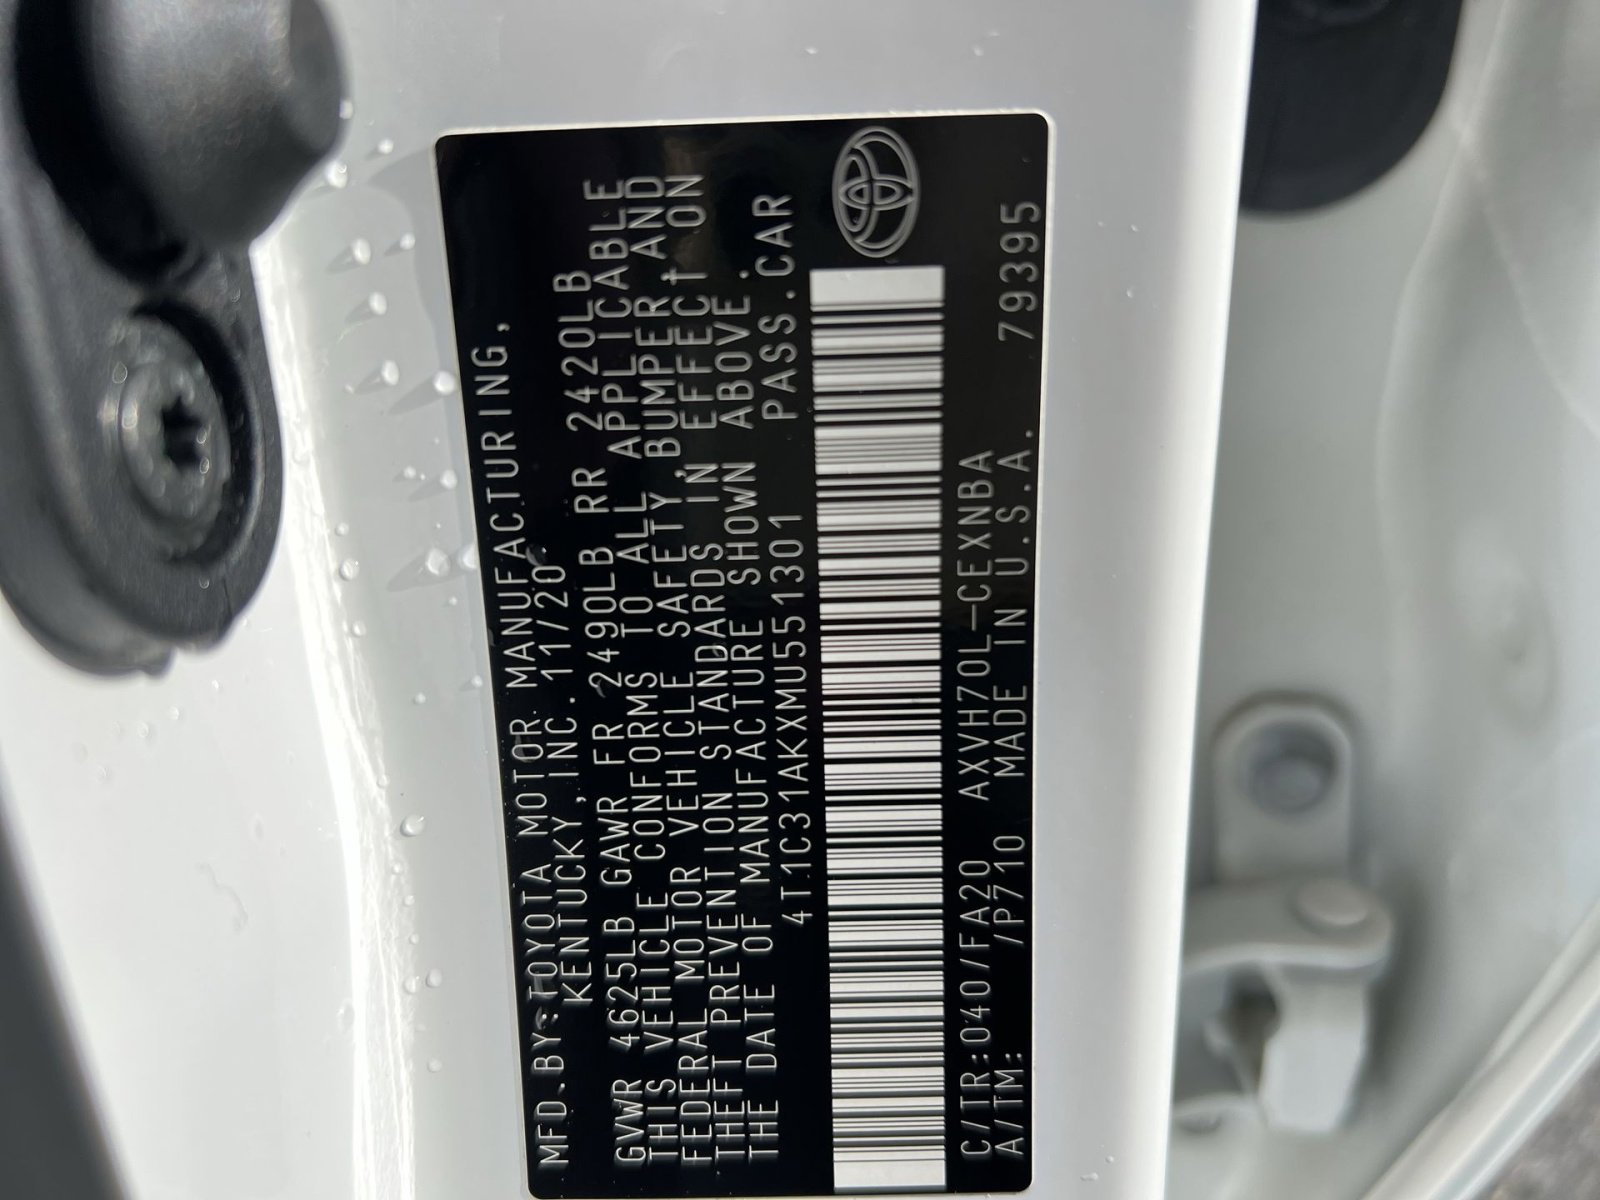 MFD.BY:TOYOTA MOTOR MANUFACTURING,
KENTUCKY,INC.11/20
GVWR 4625LB GAWR FR 2490LB RR 2420LB
THIS VEHICLE CONFORMS TO ALL APPLICABLE
FEDERAL MOTOR VEHICLE SAFETY,BUMPER,AND
THEFT PREVENTION STANDARDS IN EFFECT ON
THE DATE OF MANUFACTURE SHOWN ABOVE.
4T1C31AKXMU551301 PASS.CAR
C/TR:040/FA20 AXVH70L-CEXNBA
A/TM: /P710 MADE IN U.S.A. 79395